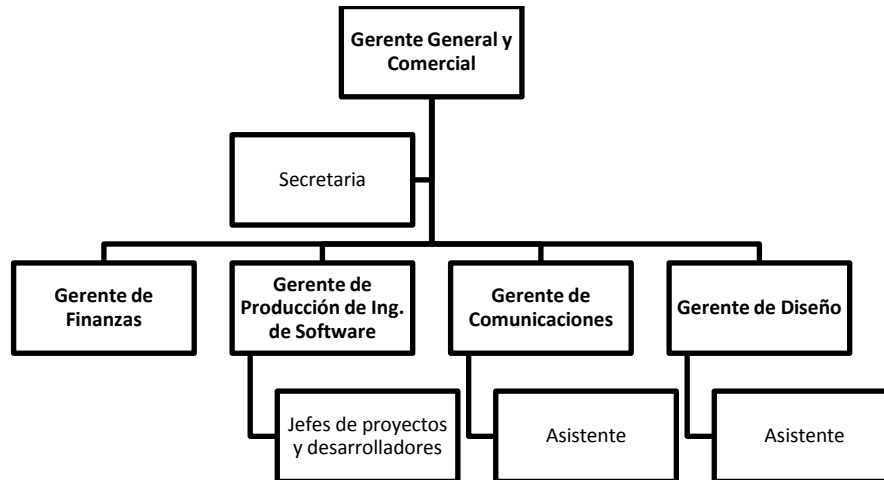 Gerente General y
Comercial
Secretaria
Gerente de
Finanzas
Gerente de
Producción de Ing.
de Software
Gerente de
Comunicaciones
Gerente de Diseño
Jefes de proyectos
y desarrolladores
Asistente
Asistente